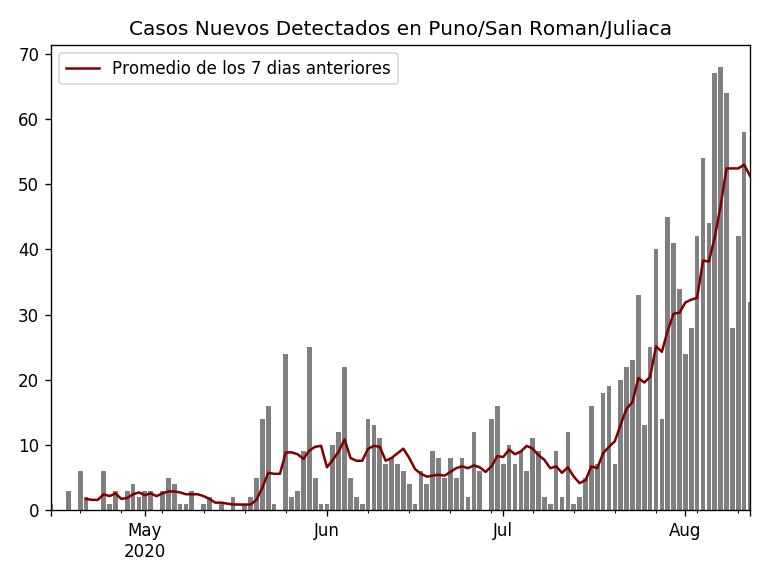 Casos Nuevos Detectados en Puno/San Roman/Juliaca
Promedio de los 7 dias anteriores
70
60
50
40
30
20
10
0
May
2020
Jun
Jul
Aug